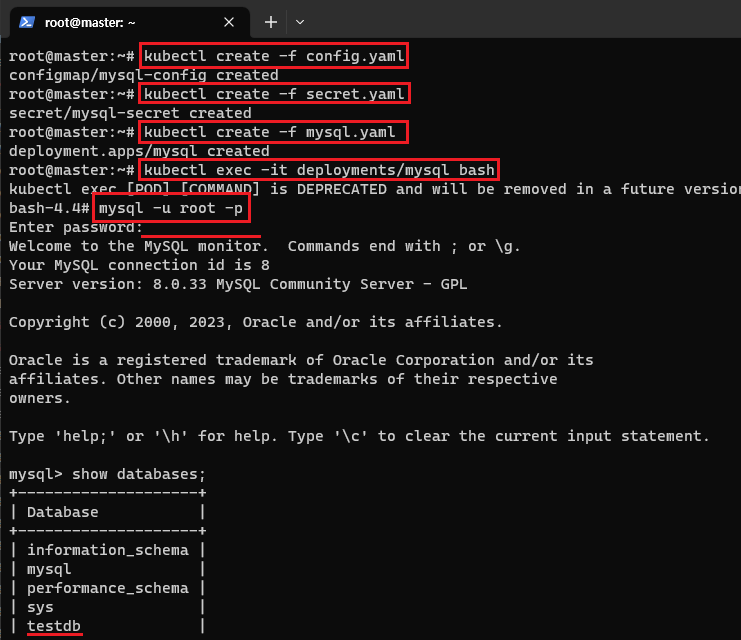 root@master: ~
root@master:~# kubectl create -f config.yaml
configmap/mysql-config created
root@master:~# kubectl create -f secret.yaml
secret/mysql-secret created
root@master:~# kubectl create -f mysql.yaml
deployment.apps/mysql created
root@master:~# kubectl exec -it deployments/mysql bash
kubectl exec [POD] [COMMAND] is DEPRECATED and will be removed in a future version
bash-4.4# mysql -u root -p
Enter password:
Welcome to the MySQL monitor.  Commands end with ; or \g.
Your MySQL connection id is 8
Server version: 8.0.33 MySQL Community Server - GPL
Copyright (c) 2000, 2023, Oracle and/or its affiliates.
Oracle is a registered trademark of Oracle Corporation and/or its
affiliates. Other names may be trademarks of their respective
owners.
Type 'help;' or '\h' for help. Type '\c' to clear the current input statement.
mysql> show databases;
+--------------------+
| Database           |
+--------------------+
| information_schema |
| mysql              |
| performance_schema |
| sys                |
| testdb             |